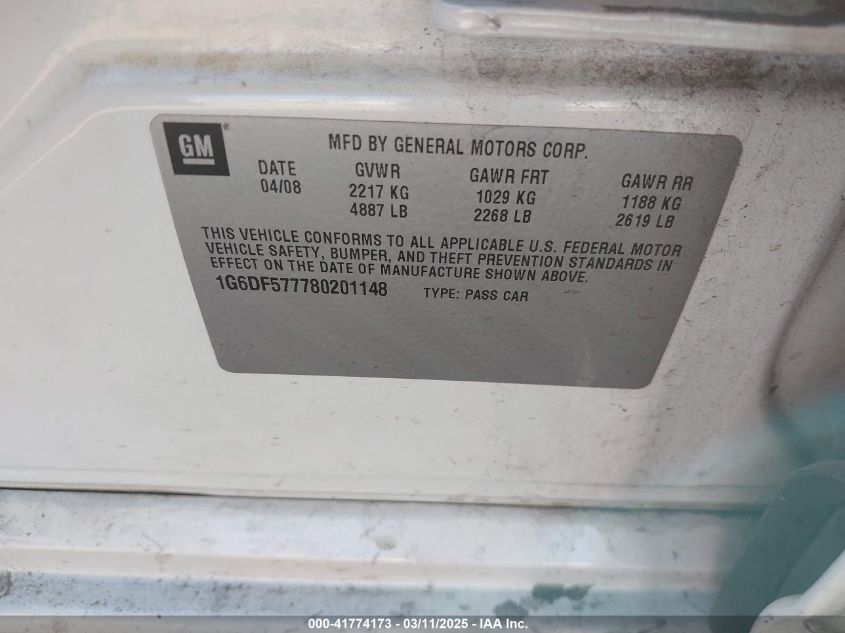 GM®
MFD BY GENERAL MOTORS CORP.
DATE GVWR GAWR FRT GAWR RR
04/08 2217 KG 1029 KG 1188 KG
4887 LB 2268 LB 2619 LB
THIS VEHICLE CONFORMS TO ALL APPLICABLE U.S. FEDERAL MOTOR
VEHICLE SAFETY, BUMPER, AND THEFT PREVENTION STANDARDS IN
EFFECT ON THE DATE OF MANUFACTURE SHOWN ABOVE.
1G6DF577780201148 TYPE: PASS CAR
000-41774173 - 03/11/2025 - © IAA Inc.